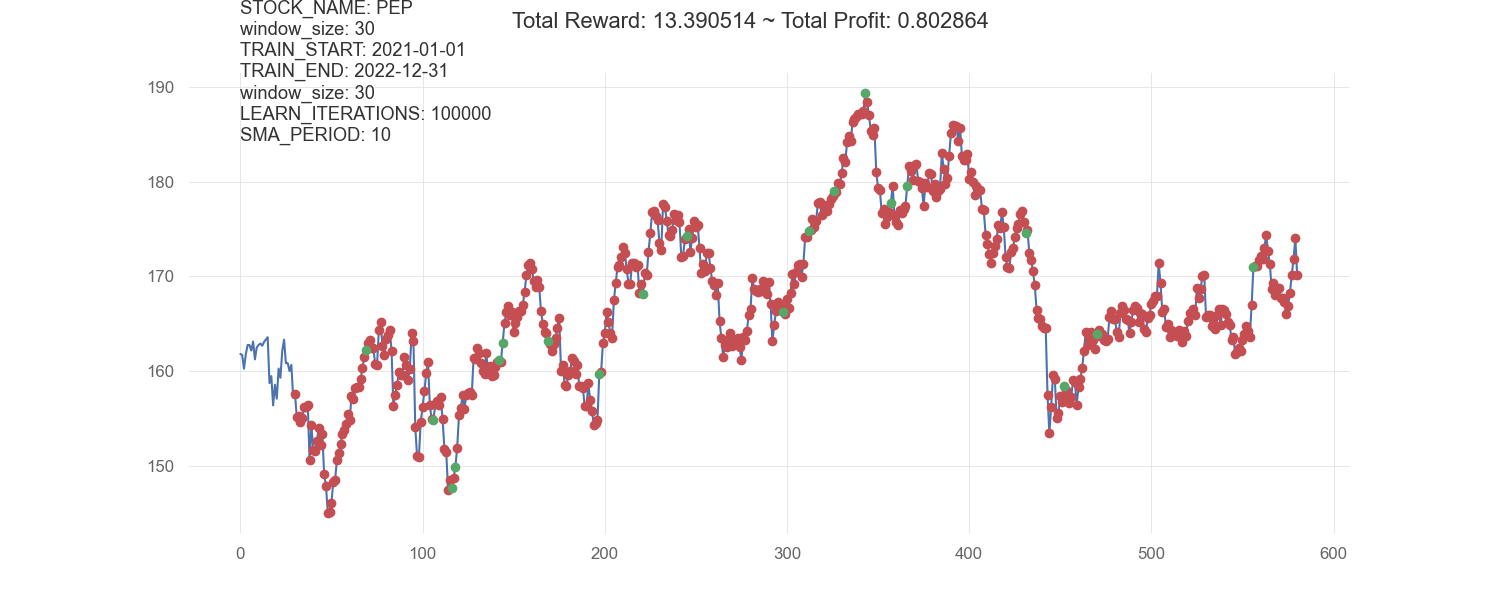 STOCK_NAME: PEP
Total Reward: 13.390514 ~ Total Profit: 0.802864
window_size: 30
TRAIN_START: 2021-01-01
TRAIN_END: 2022-12-31
window_size: 30
LEARN_ITERATIONS: 100000
SMA_PERIOD: 10
190
180
170
160
150
0 100 200 300 400 500 600